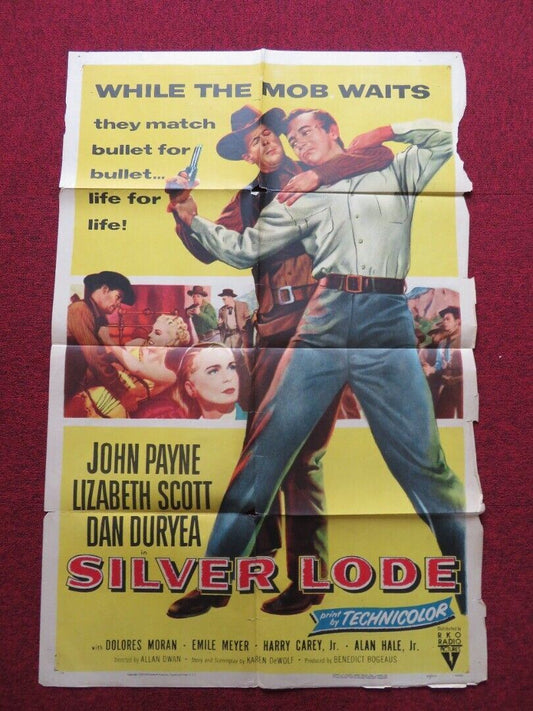 WHILE THE MOB WAITS
they match
bullet for
bullet...
life for
life!
JOHN PAYNE
LIZABETH SCOTT
DAN DURYEA
in
SILVER LODE
print by TECHNICOLOR
Distributed by
RKO
RADIO
PICTURES
with DOLORES MORAN · EMILE MEYER · HARRY CAREY, Jr. · ALAN HALE, Jr.
Directed by ALLAN DWAN · Story and Screenplay by KAREN DeWOLF · Produced by BENEDICT BOGEAUS